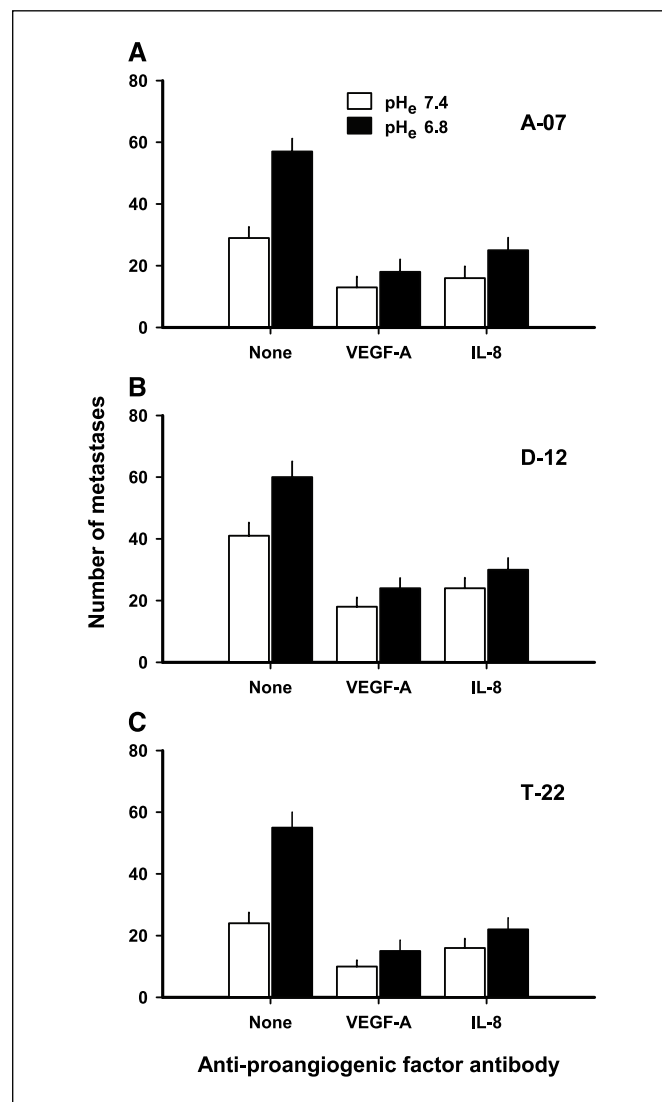 A
80
60
40
20
0
pHe 7.4
pHe 6.8
A-07
None VEGF-A IL-8
B
80
60
40
20
0
D-12
None VEGF-A IL-8
C
80
60
40
20
0
T-22
None VEGF-A IL-8
Number of metastases
Anti-proangiogenic factor antibody